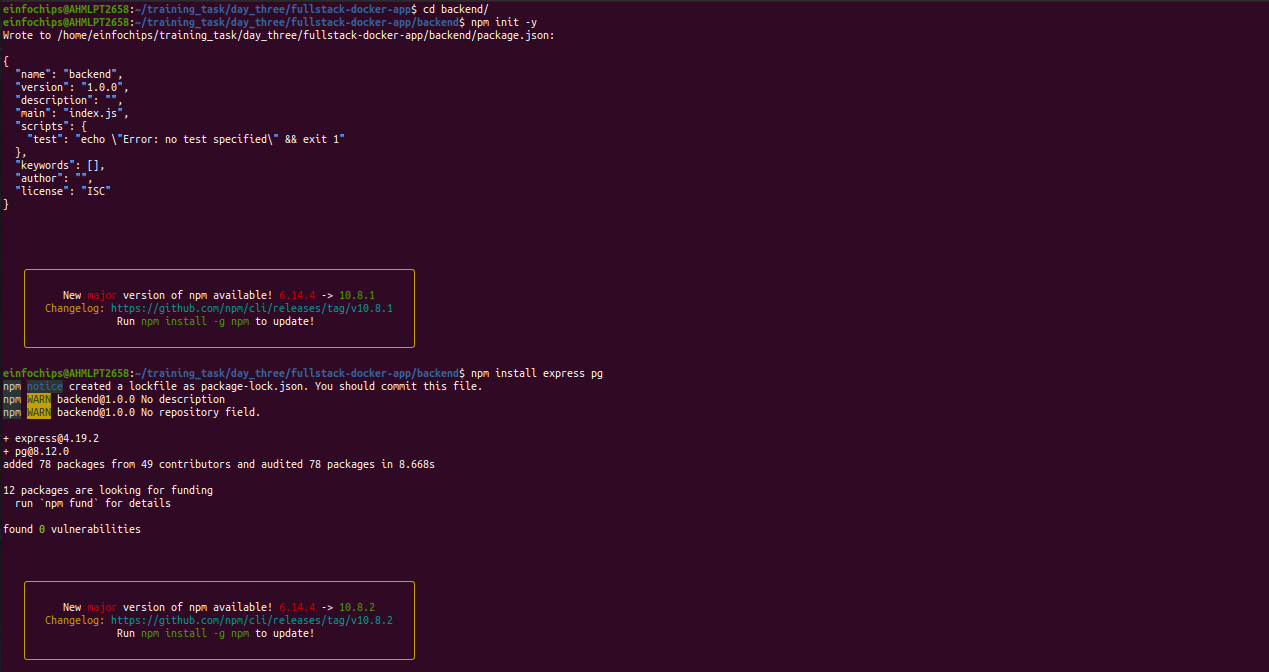 einfochips@AHMLPT2658:~/training_task/day_three/fullstack-docker-app$ cd backend/
einfochips@AHMLPT2658:~/training_task/day_three/fullstack-docker-app/backend$ npm init -y
Wrote to /home/einfochips/training_task/day_three/fullstack-docker-app/backend/package.json:
{
  "name": "backend",
  "version": "1.0.0",
  "description": "",
  "main": "index.js",
  "scripts": {
    "test": "echo \"Error: no test specified\" && exit 1"
  },
  "keywords": [],
  "author": "",
  "license": "ISC"
}
New major version of npm available! 6.14.4 -> 10.8.1
Changelog: https://github.com/npm/cli/releases/tag/v10.8.1
Run npm install -g npm to update!
einfochips@AHMLPT2658:~/training_task/day_three/fullstack-docker-app/backend$ npm install express pg
npm notice created a lockfile as package-lock.json. You should commit this file.
npm WARN backend@1.0.0 No description
npm WARN backend@1.0.0 No repository field.
+ express@4.19.2
+ pg@8.12.0
added 78 packages from 49 contributors and audited 78 packages in 8.668s
12 packages are looking for funding
  run `npm fund` for details
found 0 vulnerabilities
New major version of npm available! 6.14.4 -> 10.8.2
Changelog: https://github.com/npm/cli/releases/tag/v10.8.2
Run npm install -g npm to update!